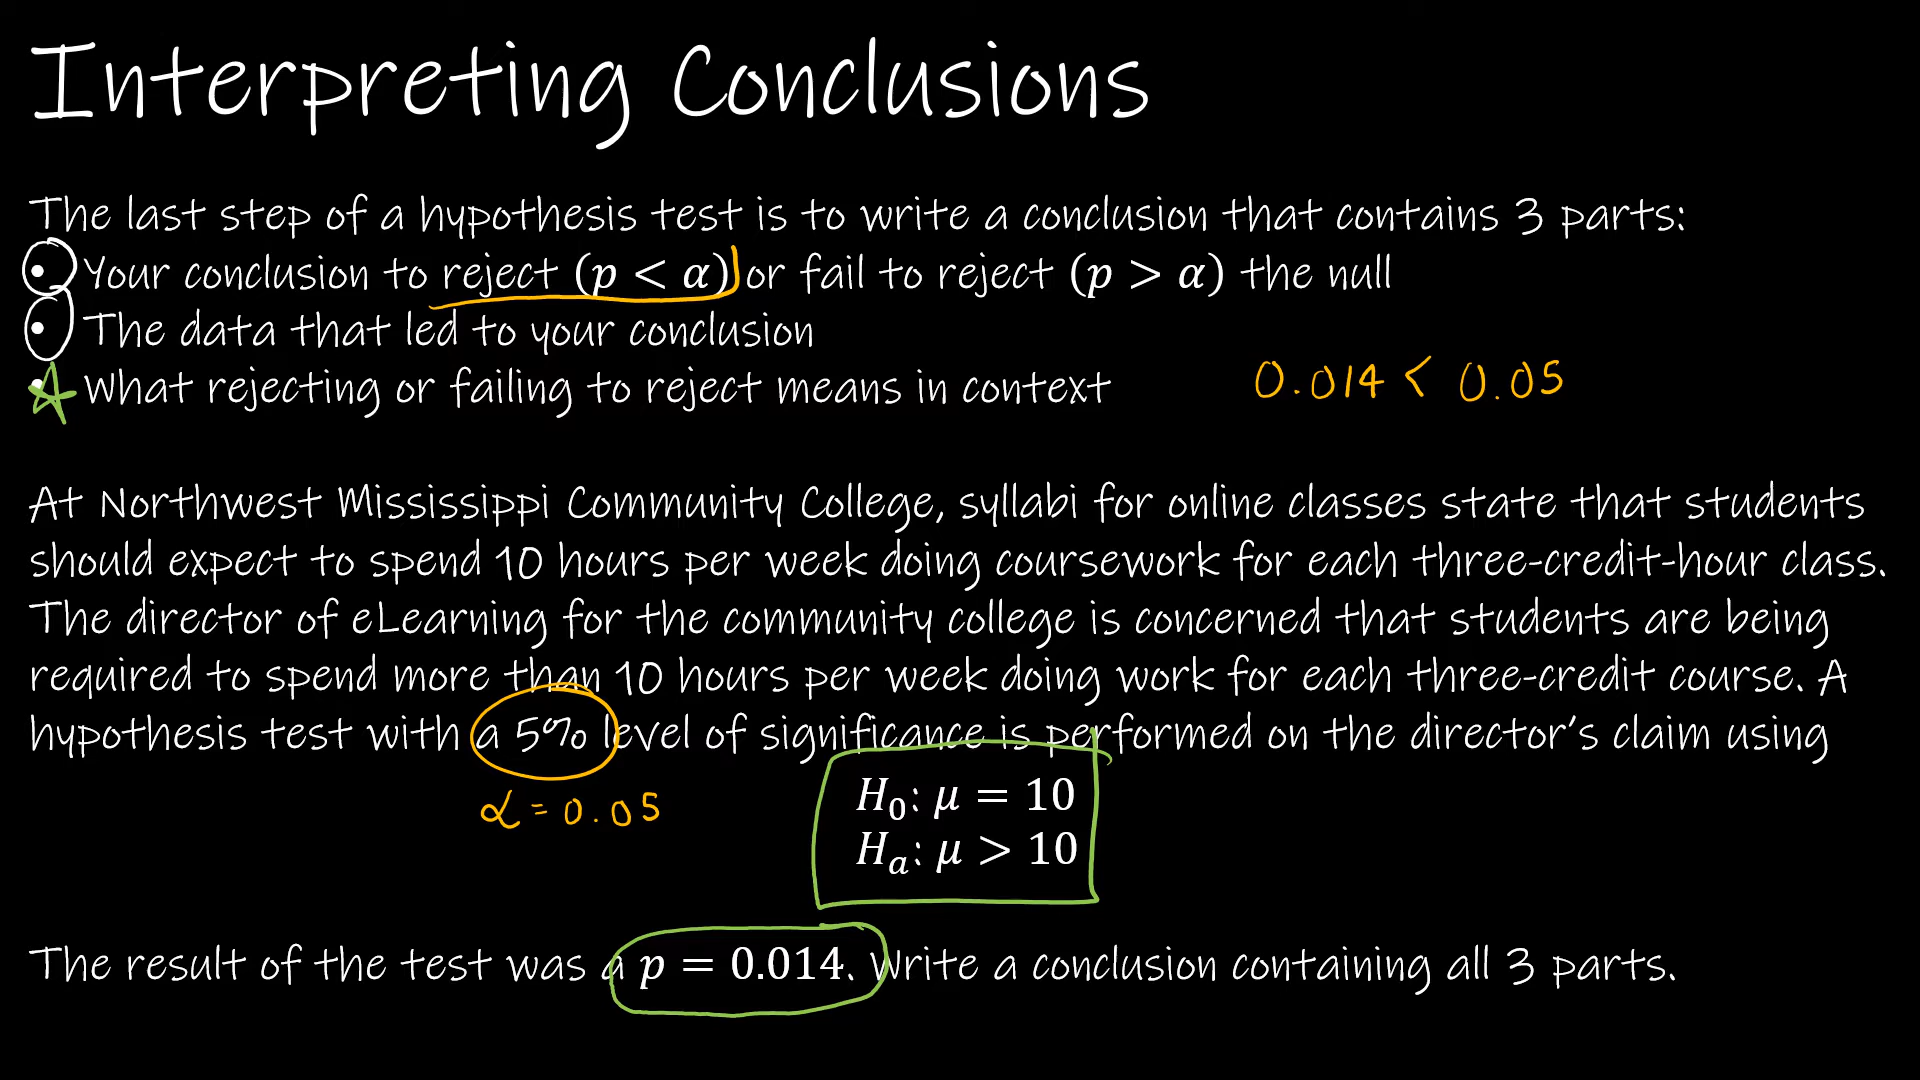 Interpreting Conclusions
The last step of a hypothesis test is to write a conclusion that contains 3 parts:
• Your conclusion to reject (p < α) or fail to reject (p > α) the null
• The data that led to your conclusion
• What rejecting or failing to reject means in context
0.014 < 0.05
At Northwest Mississippi Community College, syllabi for online classes state that students
should expect to spend 10 hours per week doing coursework for each three-credit-hour class.
The director of eLearning for the community college is concerned that students are being
required to spend more than 10 hours per week doing work for each three-credit course. A
hypothesis test with a 5% level of significance is performed on the director's claim using
α = 0.05
H₀: μ = 10
Hₐ: μ > 10
The result of the test was a p = 0.014. Write a conclusion containing all 3 parts.